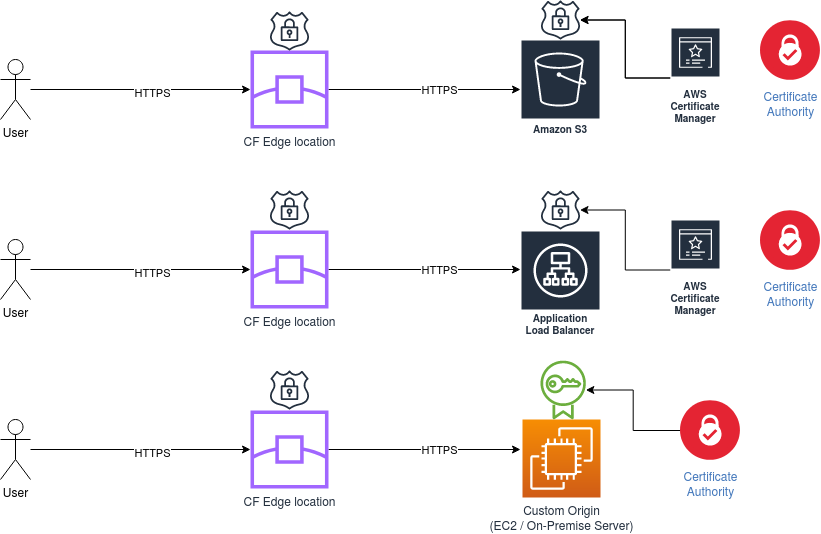 HTTPS
HTTPS
User
CF Edge location
Amazon S3
AWS
Certificate
Manager
Certificate
Authority
HTTPS
HTTPS
User
CF Edge location
Application
Load Balancer
AWS
Certificate
Manager
Certificate
Authority
HTTPS
HTTPS
User
CF Edge location
Custom Origin
(EC2 / On-Premise Server)
Certificate
Authority